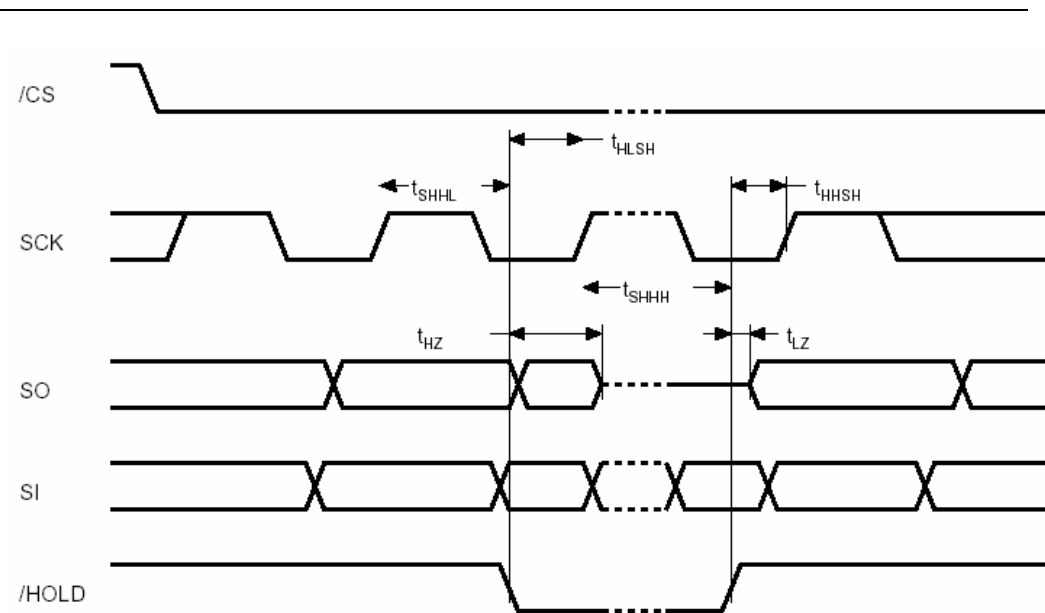 /CS
tHLSH
tSHHL
tHHSH
SCK
tSHHH
tHZ
tLZ
SO
SI
/HOLD